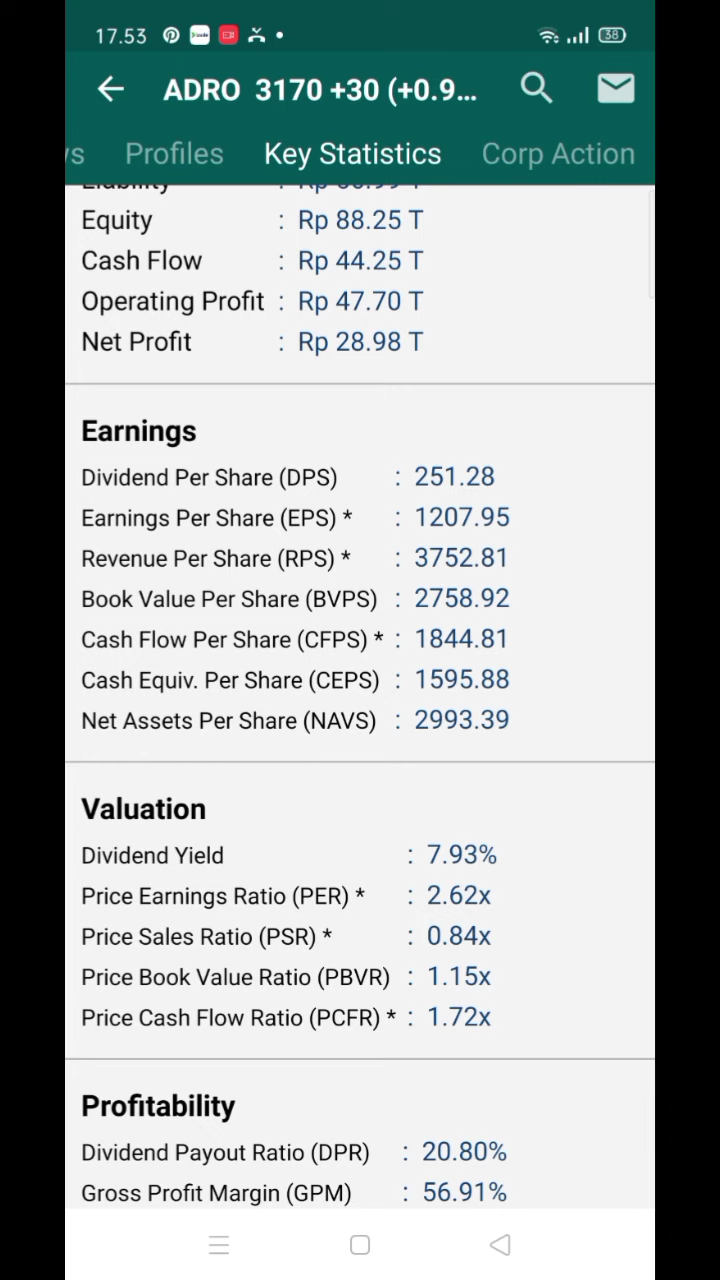 17.53
38
ADRO 3170 +30 (+0.9...
Profiles Key Statistics Corp Action
Equity : Rp 88.25 T
Cash Flow : Rp 44.25 T
Operating Profit : Rp 47.70 T
Net Profit : Rp 28.98 T
Earnings
Dividend Per Share (DPS) : 251.28
Earnings Per Share (EPS) * : 1207.95
Revenue Per Share (RPS) * : 3752.81
Book Value Per Share (BVPS) : 2758.92
Cash Flow Per Share (CFPS) * : 1844.81
Cash Equiv. Per Share (CEPS) : 1595.88
Net Assets Per Share (NAVS) : 2993.39
Valuation
Dividend Yield : 7.93%
Price Earnings Ratio (PER) * : 2.62x
Price Sales Ratio (PSR) * : 0.84x
Price Book Value Ratio (PBVR) : 1.15x
Price Cash Flow Ratio (PCFR) * : 1.72x
Profitability
Dividend Payout Ratio (DPR) : 20.80%
Gross Profit Margin (GPM) : 56.91%